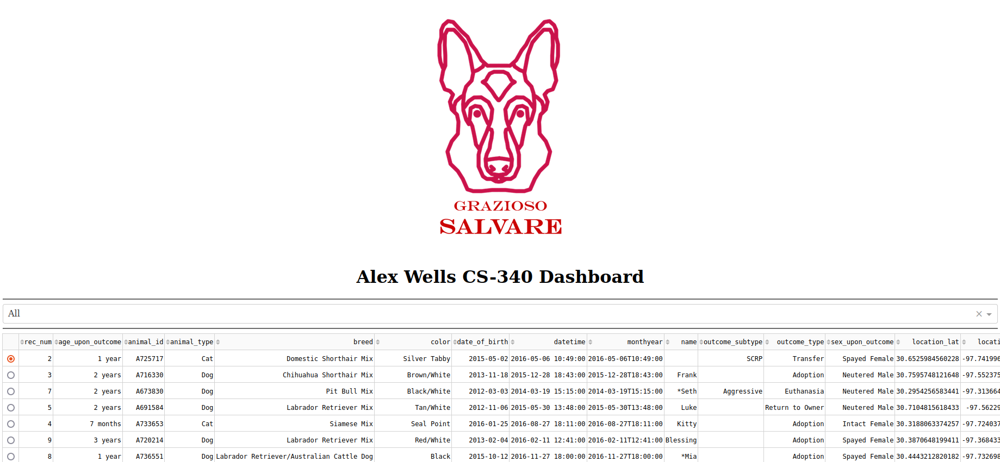 GRAZIOSO
SALVARE
Alex Wells CS-340 Dashboard
All
rec_num age_upon_outcome animal_id animal_type breed color date_of_birth datetime monthyear name outcome_subtype outcome_type sex_upon_outcome location_lat locati
2 1 year A725717 Cat Domestic Shorthair Mix Silver Tabby 2015-05-02 2016-05-06 10:49:00 2016-05-06T10:49:00 SCRP Transfer Spayed Female 30.6525984560228 -97.741996
3 2 years A716330 Dog Chihuahua Shorthair Mix Brown/White 2013-11-18 2015-12-28 18:43:00 2015-12-28T18:43:00 Frank Adoption Neutered Male 30.7595748121648 -97.552375
7 2 years A673830 Dog Pit Bull Mix Black/White 2012-03-03 2014-03-19 15:15:00 2014-03-19T15:15:00 *Seth Aggressive Euthanasia Neutered Male 30.2954256583441 -97.313664
5 2 years A691584 Dog Labrador Retriever Mix Tan/White 2012-11-06 2015-05-30 13:48:00 2015-05-30T13:48:00 Luke Return to Owner Neutered Male 30.7104815618433 -97.56229
4 7 months A733653 Cat Siamese Mix Seal Point 2016-01-25 2016-08-27 18:11:00 2016-08-27T18:11:00 Kitty Adoption Intact Female 30.3188063374257 -97.724037
9 3 years A720214 Dog Labrador Retriever Mix Red/White 2013-02-04 2016-02-11 12:41:00 2016-02-11T12:41:00 Blessing Adoption Spayed Female 30.3870648199411 -97.368433
8 1 year A736551 Dog Labrador Retriever/Australian Cattle Dog Black 2015-10-12 2016-11-27 18:00:00 2016-11-27T18:00:00 *Mia Adoption Spayed Female 30.4443212820182 -97.732698